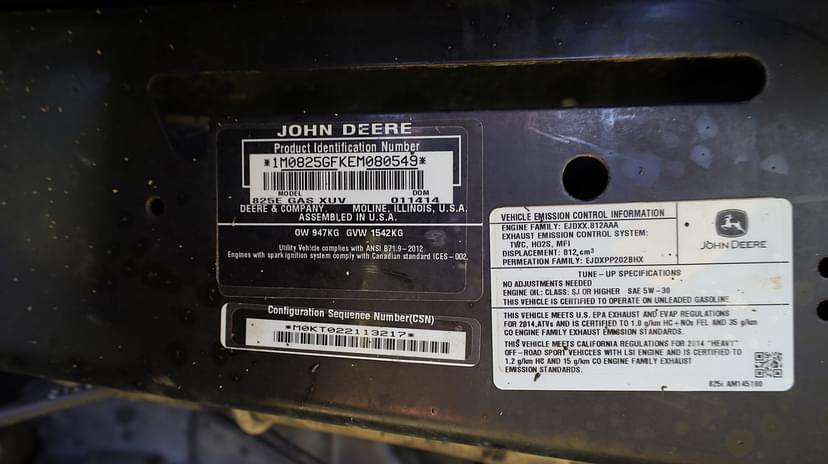 JOHN DEERE
Product Identification Number
*1M0825GFKEM080549*
MODEL DOM
825E GAS XUV 011414
DEERE & COMPANY MOLINE, ILLINOIS, U.S.A.
ASSEMBLED IN U.S.A.
OW 947KG GVW 1542KG
Utility Vehicle complies with ANSI B71.9-2012
Engines with spark ignition system comply with Canadian standard ICES-002.
Configuration Sequence Number(CSN)
*M0KT022113217*
VEHICLE EMISSION CONTROL INFORMATION
ENGINE FAMILY: EJDXX.812AAA
EXHAUST EMISSION CONTROL SYSTEM:
TWC, HO2S, MFI
DISPLACEMENT: 812,cm³
PERMEATION FAMILY: EJDXPP202BHX
JOHN DEERE
TUNE-UP SPECIFICATIONS
NO ADJUSTMENTS NEEDED
ENGINE OIL: CLASS: SJ OR HIGHER SAE 5W-30
THIS VEHICLE IS CERTIFIED TO OPERATE ON UNLEADED GASOLINE.
THIS VEHICLE MEETS U.S. EPA EXHAUST AND EVAP REGULATIONS
FOR 2014,ATVs AND IS CERTIFIED TO 1.0 g/km HC+NOx FEL AND 35 g/km
CO ENGINE FAMILY EXHAUST EMISSION STANDARDS.
THIS VEHICLE MEETS CALIFORNIA REGULATIONS FOR 2014 "HEAVY"
OFF-ROAD SPORT VEHICLES WITH LSI ENGINE AND IS CERTIFIED TO
1.2 g/km HC AND 15 g/km CO ENGINE FAMILY EXHAUST
EMISSION STANDARDS.
825i AM145100